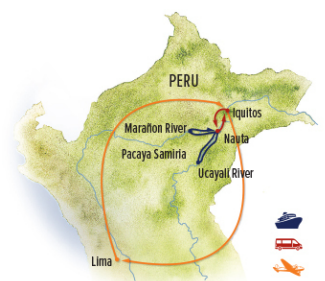 PERU
Iquitos
Marañon River
Nauta
Pacaya Samiria
Ucayali River
Lima